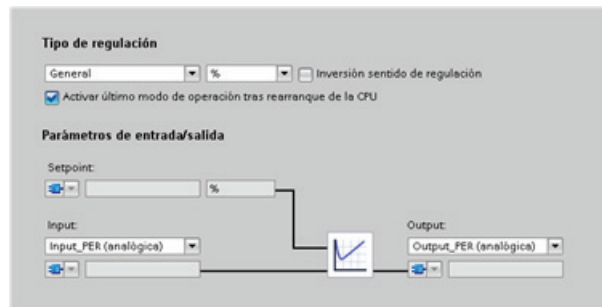 Tipo de regulación
General % Inversión sentido de regulación
Activar último modo de operación tras rearranque de la CPU
Parámetros de entrada/salida
Setpoint:
%
Input: Output:
Input_PER (analógica) Output_PER (analógica)